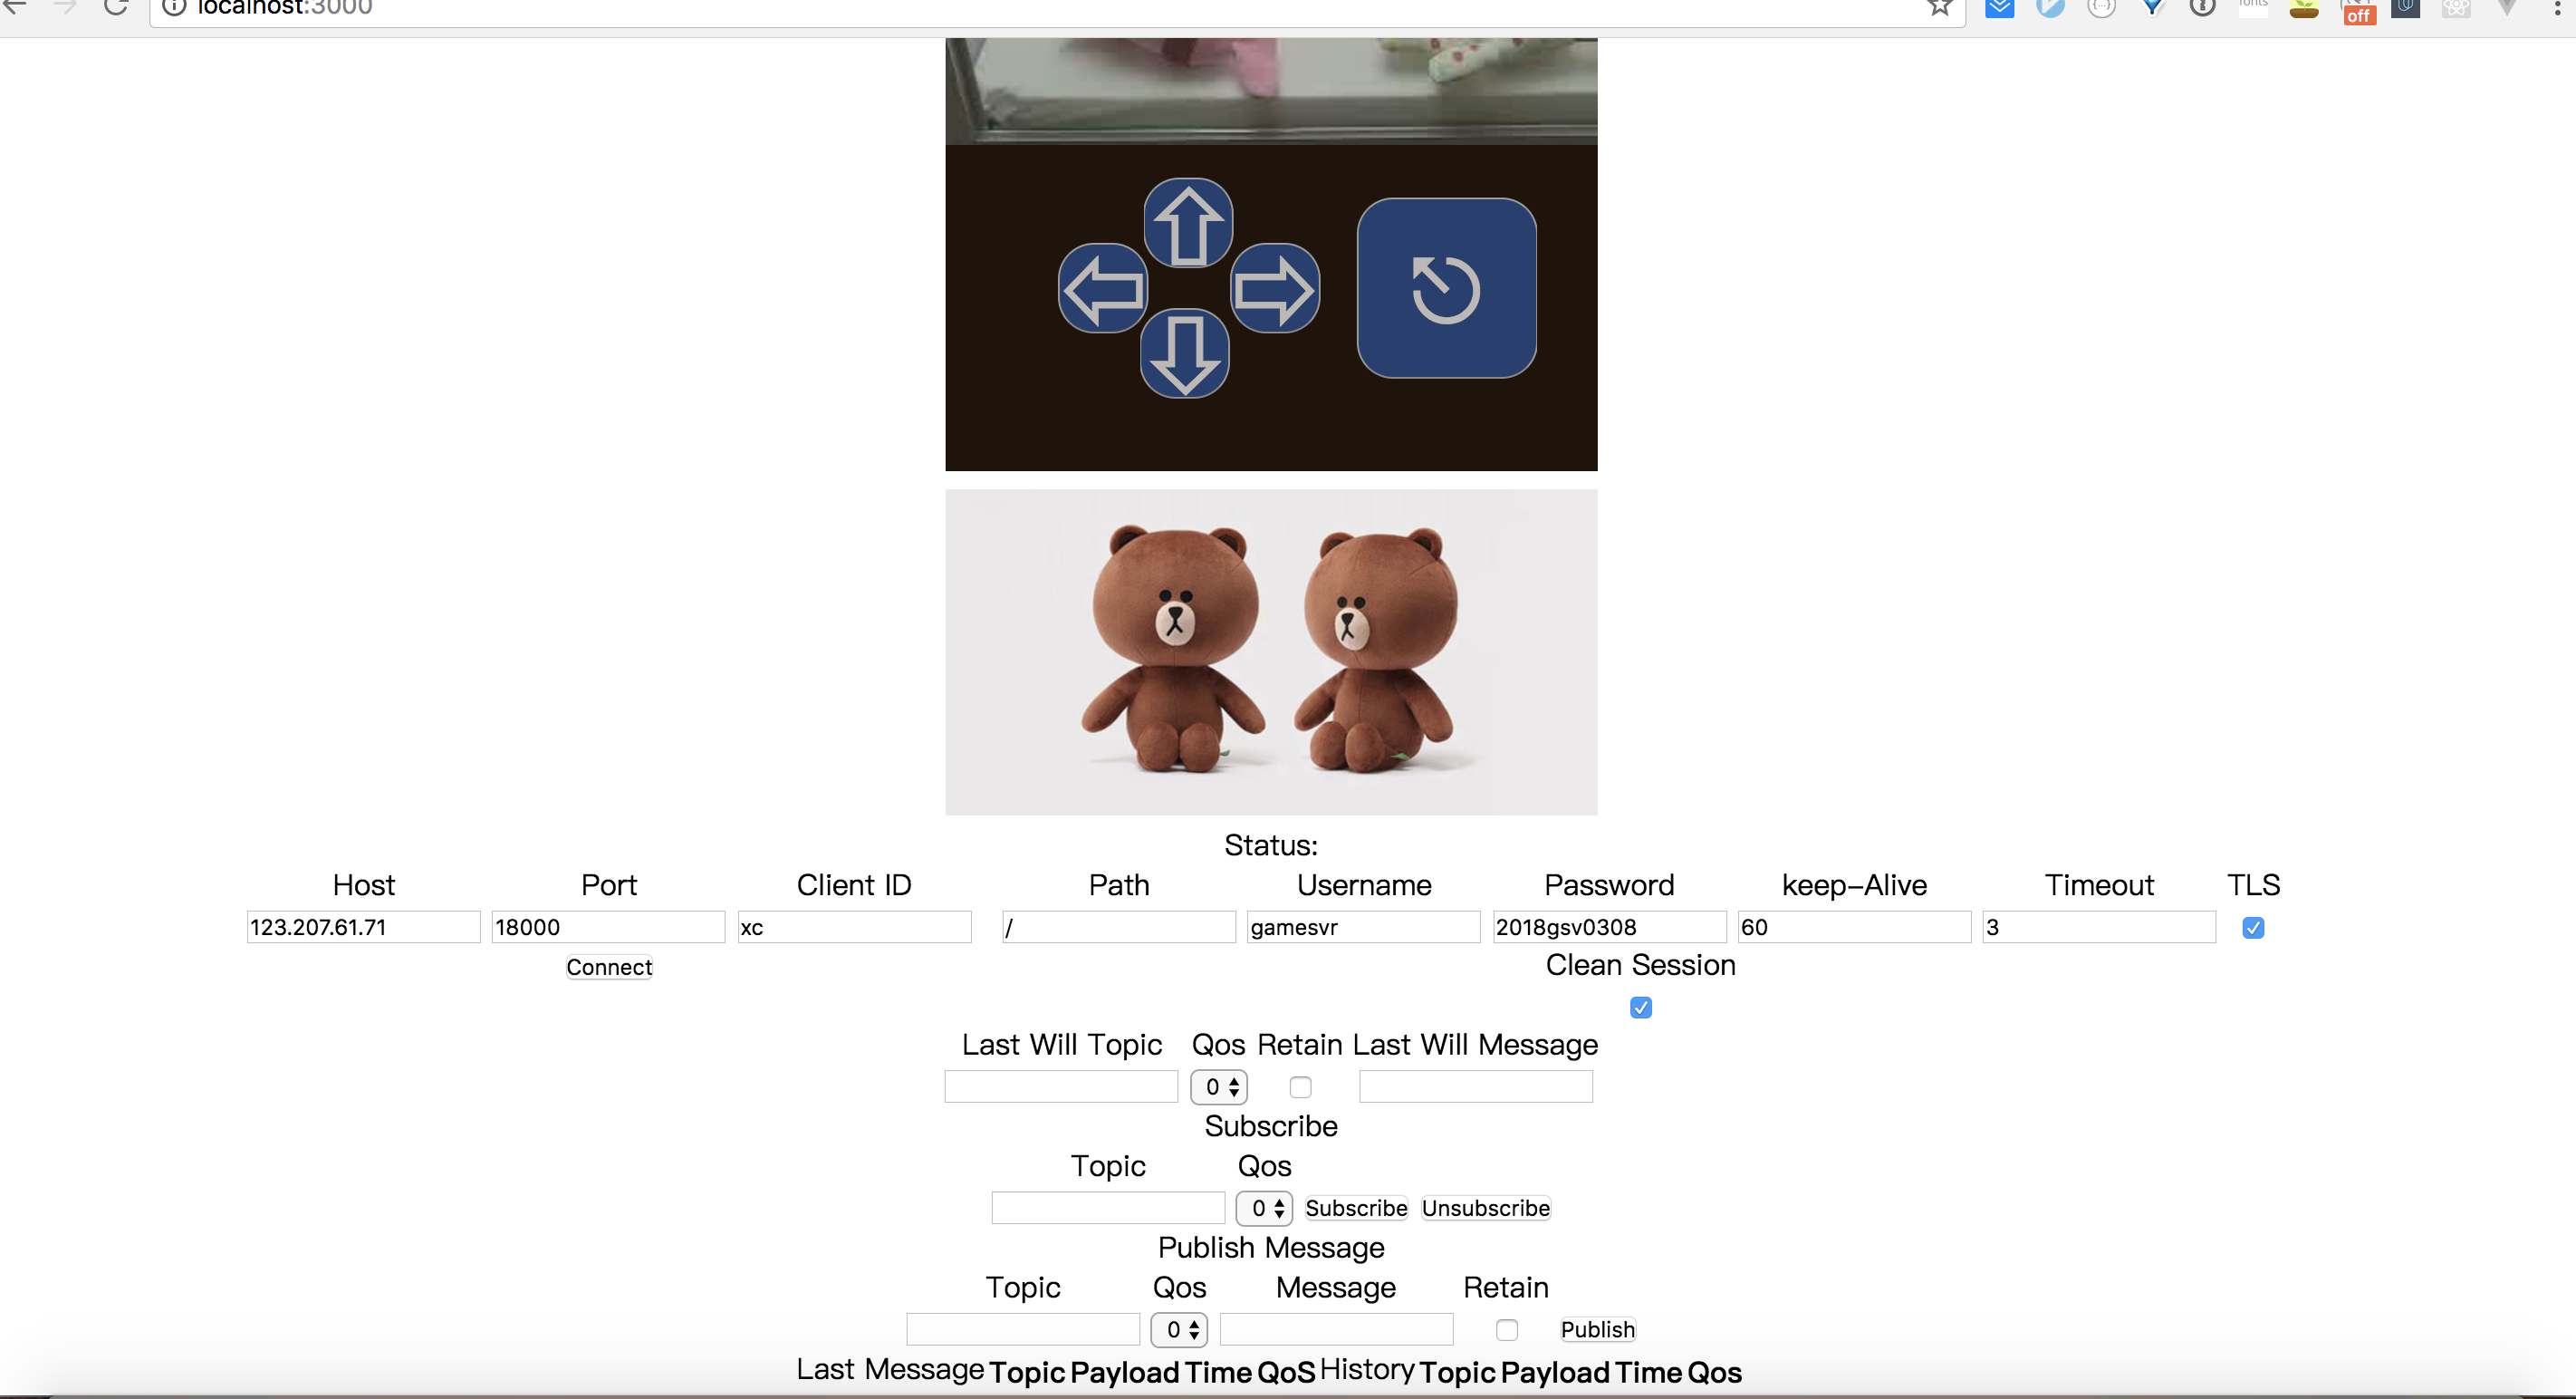 localhost:3000
fonts
off
Status:
Host Port Client ID Path Username Password keep-Alive Timeout TLS
123.207.61.71 18000 xc / gamesvr 2018gsv0308 60 3
Connect Clean Session
Last Will Topic Qos Retain Last Will Message
0
Subscribe
Topic Qos
0 Subscribe Unsubscribe
Publish Message
Topic Qos Message Retain
0 Publish
Last Message Topic Payload Time QoS History Topic Payload Time Qos